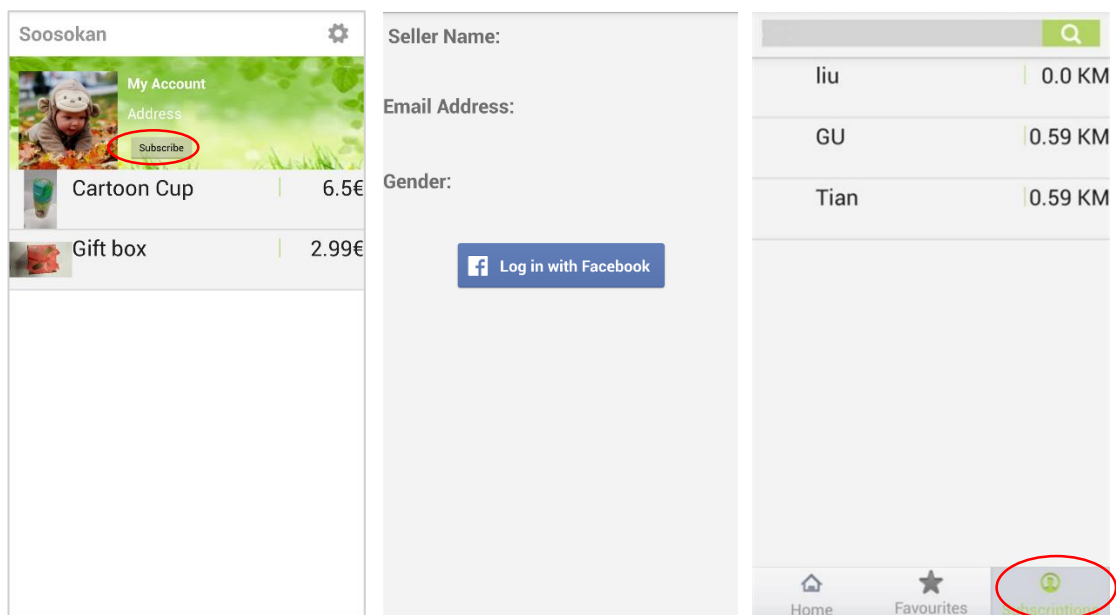 Soosokan
My Account
Address
Subscribe
Cartoon Cup 6.5€
Gift box 2.99€
Seller Name:
Email Address:
Gender:
Log in with Facebook
liu 0.0 KM
GU 0.59 KM
Tian 0.59 KM
Home Favourites Subscriptions